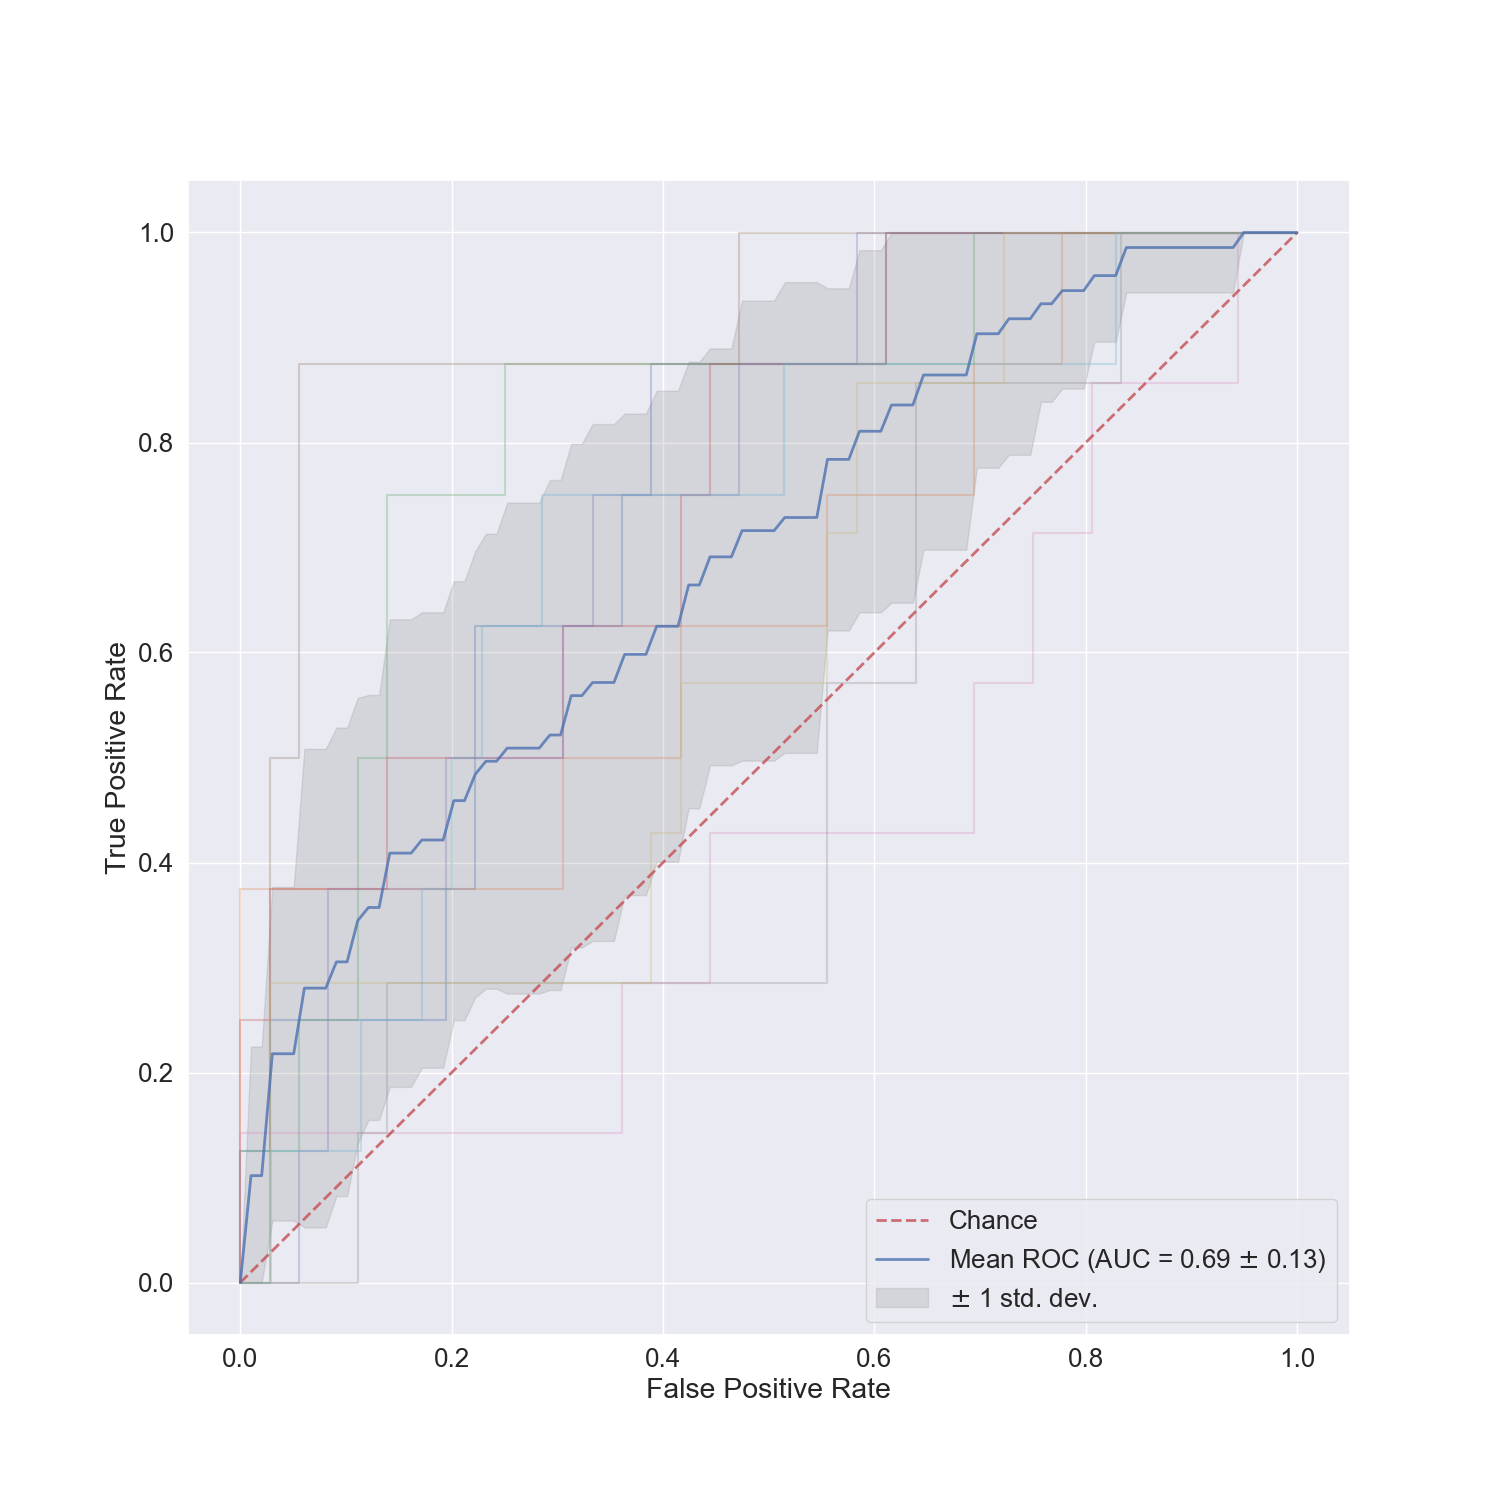 1.0
0.8
0.6
0.4
0.2
0.0
True Positive Rate
Chance
Mean ROC (AUC = 0.69 ± 0.13)
± 1 std. dev.
0.0 0.2 0.4 0.6 0.8 1.0
False Positive Rate